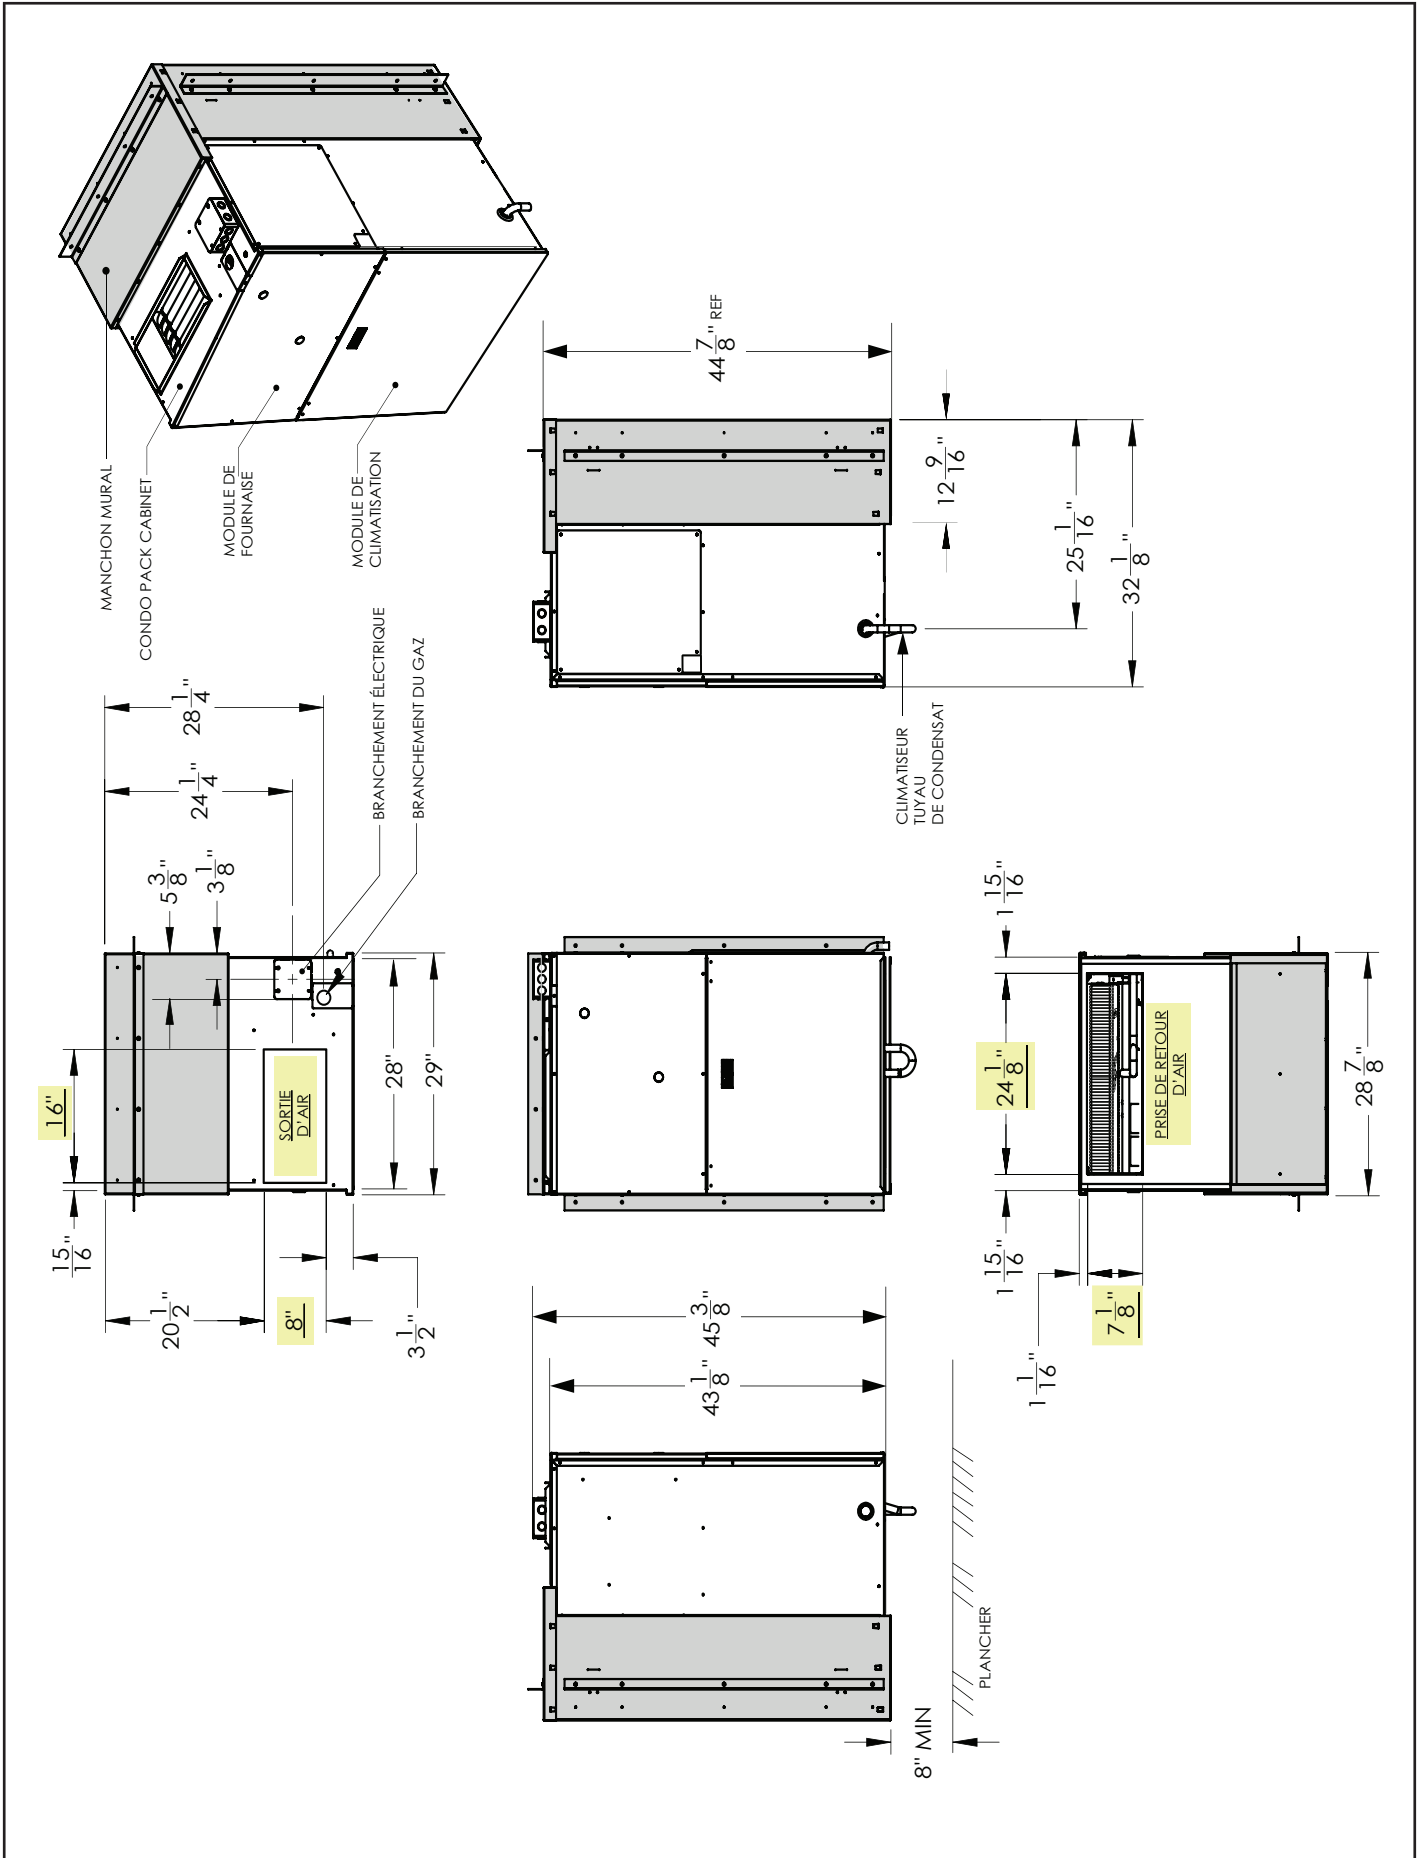 MANCHON MURAL
CONDO PACK CABINET
MODULE DE
FOURNAISE
MODULE DE
CLIMATISATION
44 7/8" REF
12 9/16"
25 1/16"
32 1/8"
CLIMATISEUR
TUYAU
DE CONDENSAT
28 1/4"
24 1/4"
5 3/8"
3 1/8"
BRANCHEMENT ÉLECTRIQUE
BRANCHEMENT DU GAZ
16"
SORTIE
D'AIR
28"
29"
15/16"
20 1/2"
8"
3 1/2"
1 15/16"
24 1/8"
PRISE DE RETOUR
D'AIR
28 7/8"
1 15/16"
7 1/8"
1 1/16"
45 3/8"
43 1/8"
PLANCHER
8" MIN